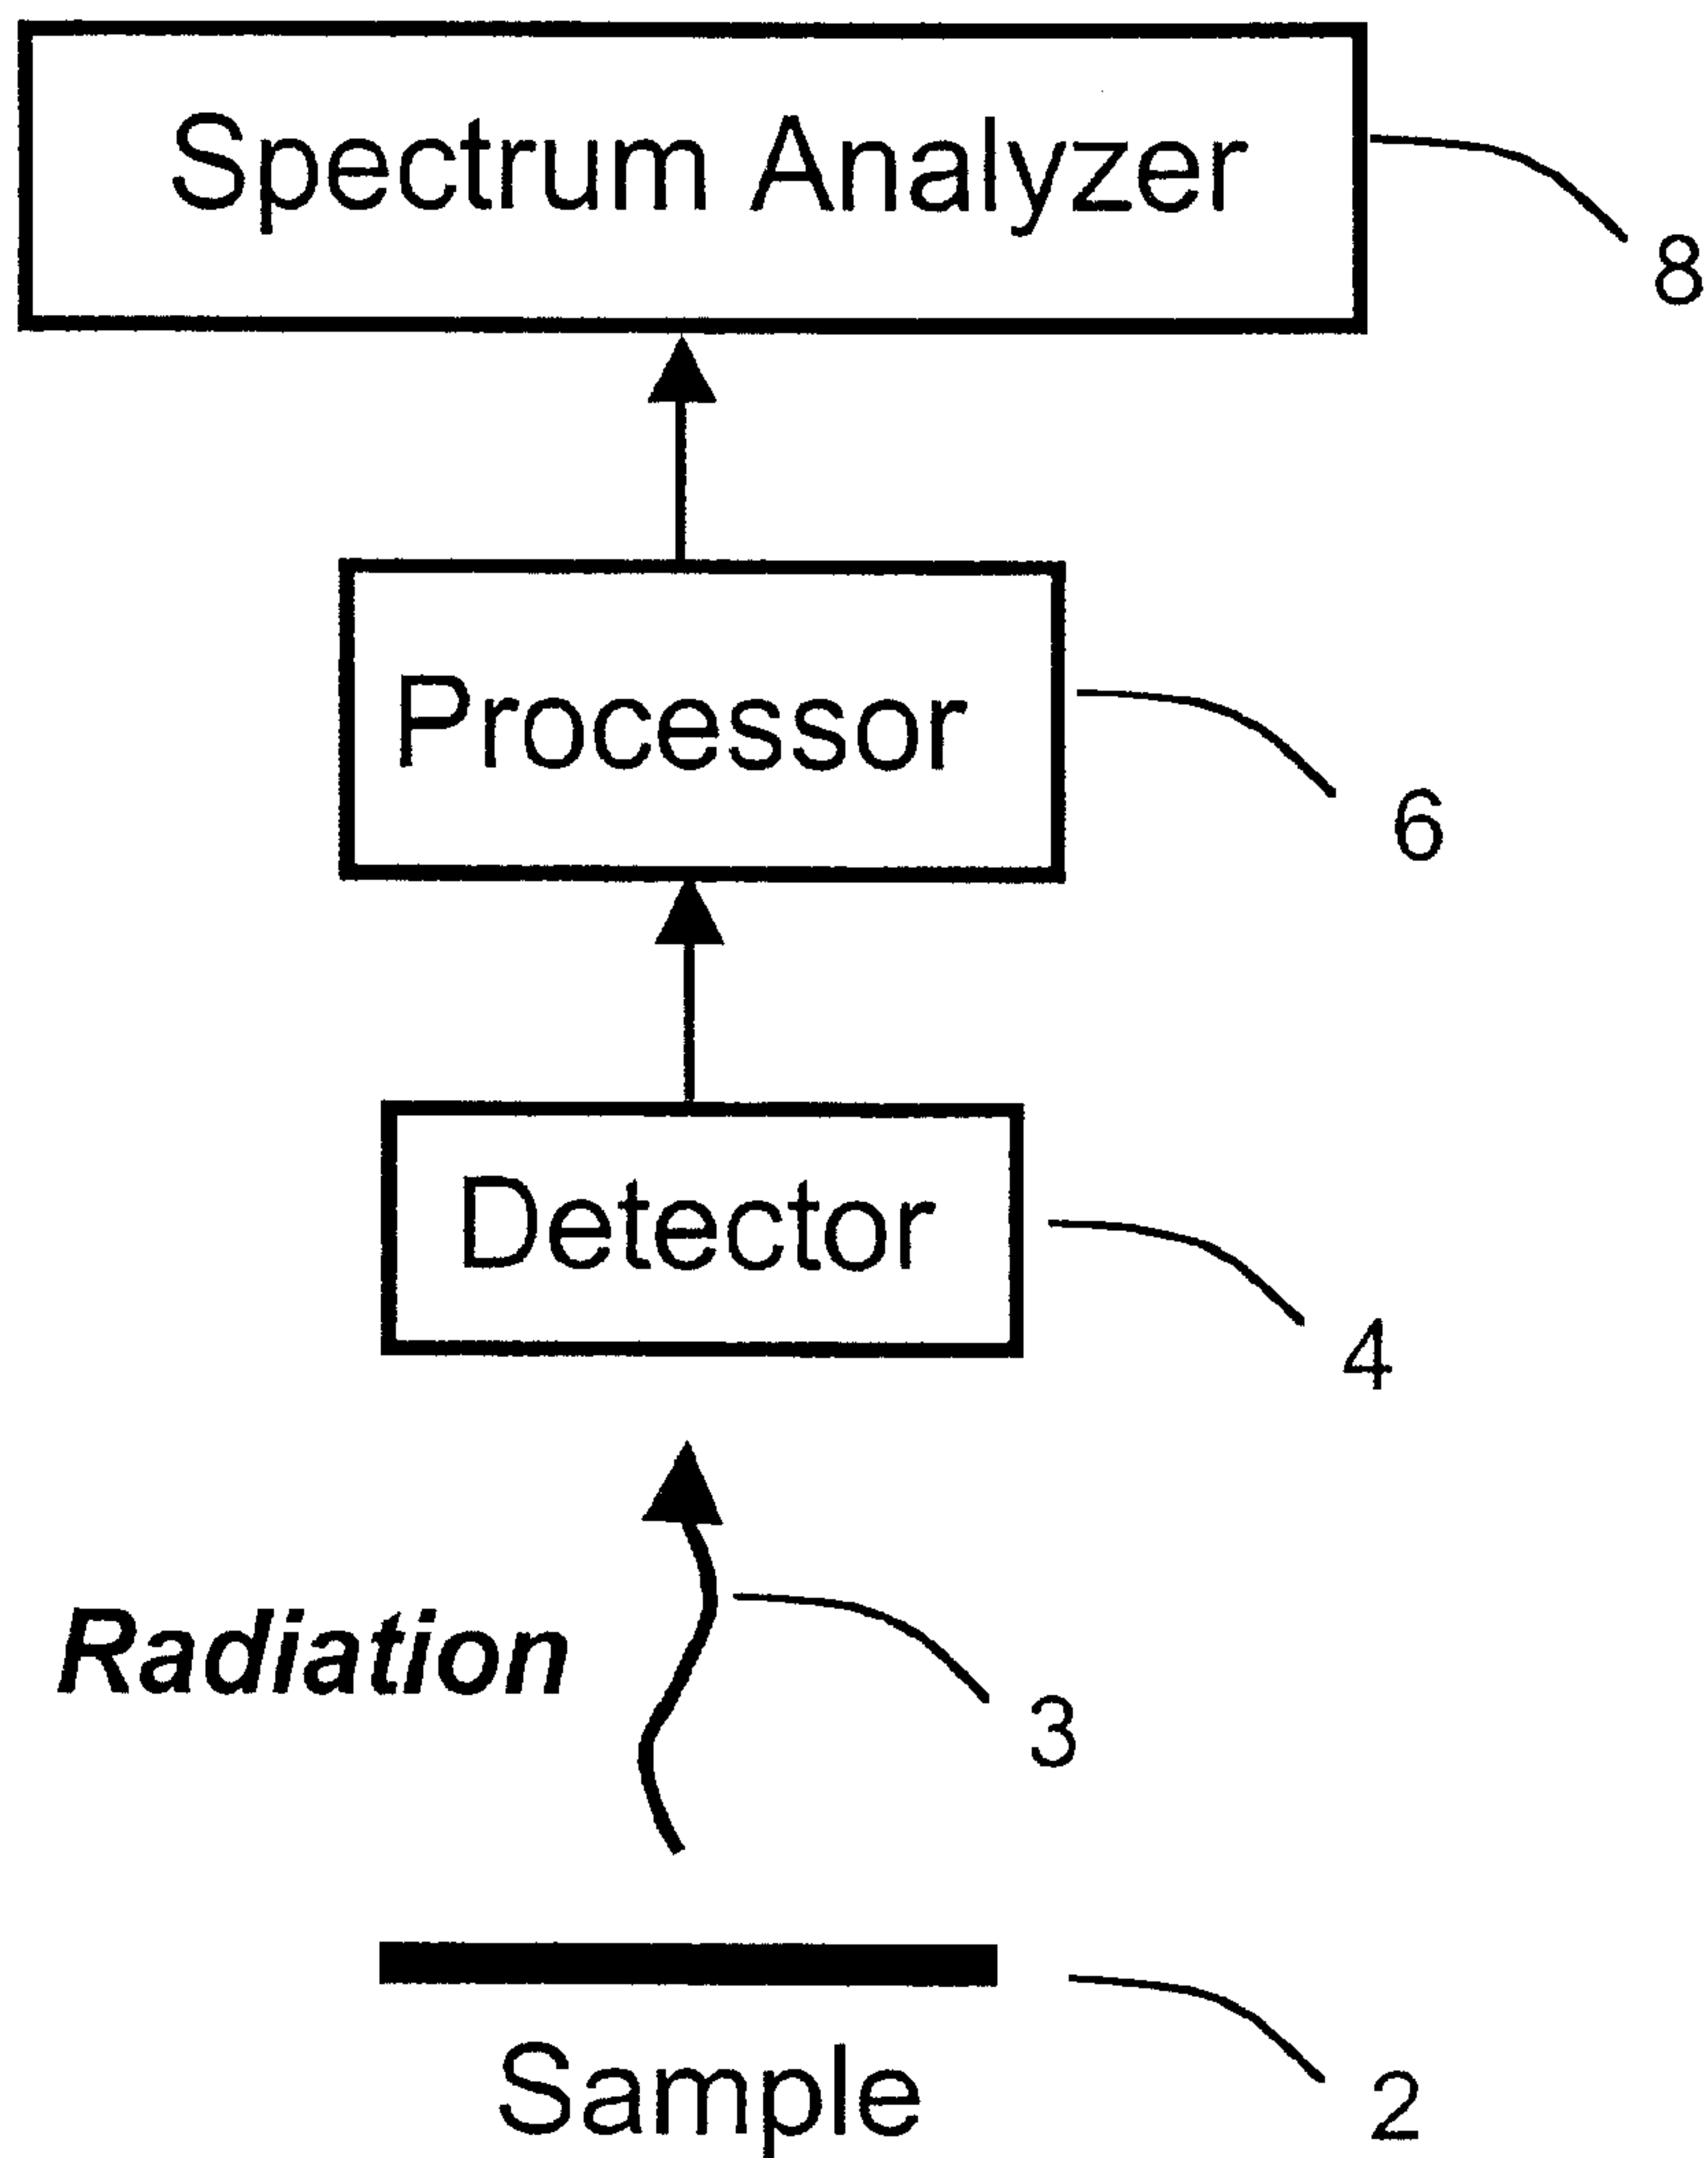 Spectrum Analyzer
8
Processor
6
Detector
4
Radiation
3
Sample
2